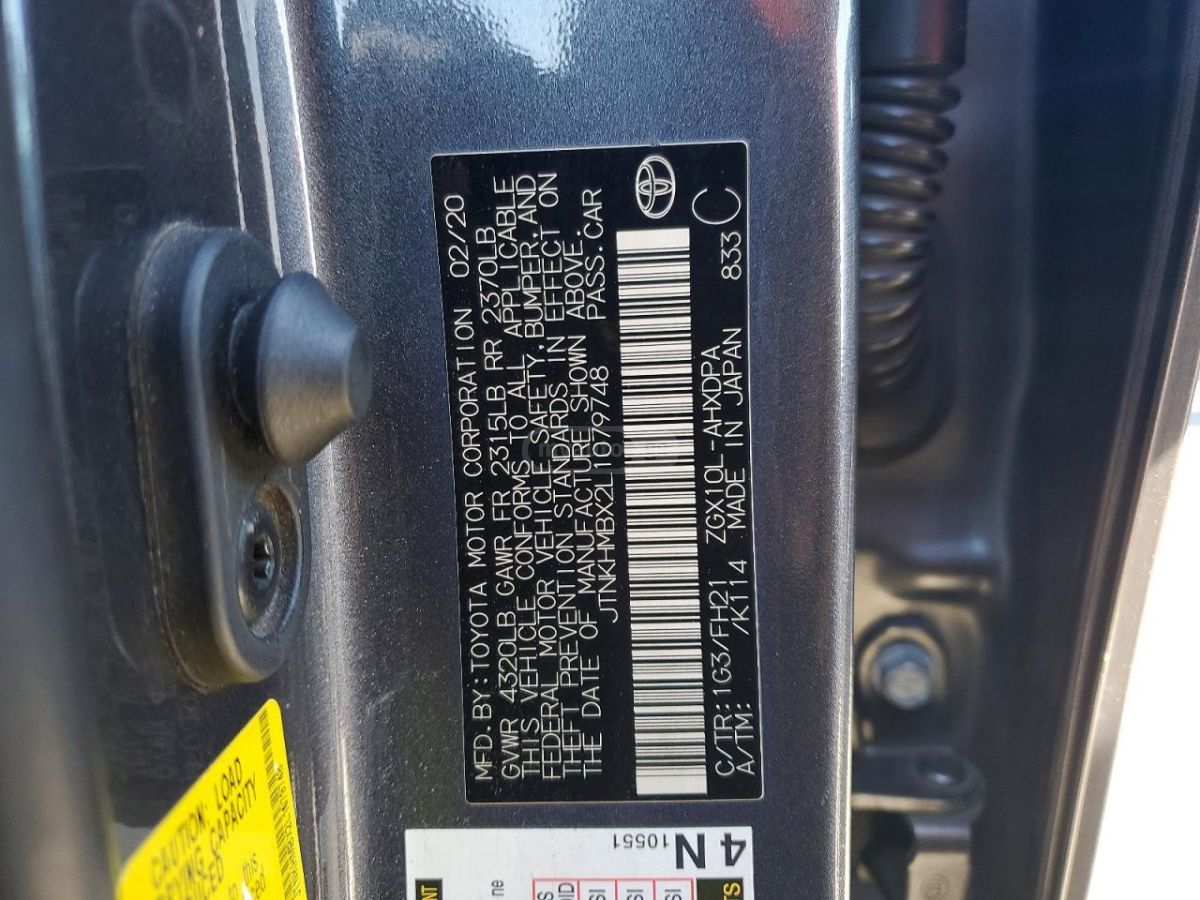 MFD.BY:TOYOTA MOTOR CORPORATION 02/20
GVWR 4320LB GAWR FR 2315LB RR 2370LB
THIS VEHICLE CONFORMS TO ALL APPLICABLE
FEDERAL MOTOR VEHICLE SAFETY,BUMPER,AND
THEFT PREVENTION STANDARDS IN EFFECT ON
THE DATE OF MANUFACTURE SHOWN ABOVE.
JTNKHMBX2L1079748 PASS.CAR
C/TR:1G3/FH21 ZGX10L-AHXDPA 833
A/TM: /K114 MADE IN JAPAN C
4 N
10551
CAUTION: LOAD
CAPACITY
this